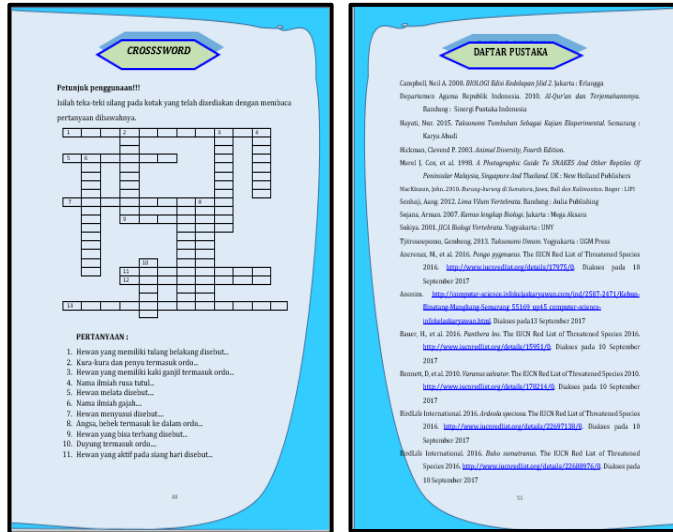 CROSSSWORD
Petunjuk penggunaan!!!
Isilah teka-teki silang pada kotak yang telah disediakan dengan membaca
pertanyaan dibawahnya.
1 2 3 4
5 6
7 8
9
10
11
12
13
PERTANYAAN :
1. Hewan yang memiliki tulang belakang disebut...
2. Kura-kura dan penyu termasuk ordo...
3. Hewan yang memiliki kaki ganjil termasuk ordo...
4. Nama ilmiah rusa tutul...
5. Hewan melata disebut....
6. Nama ilmiah gajah....
7. Hewan menyusui disebut....
8. Angsa, bebek termasuk ke dalam ordo...
9. Hewan yang bisa terbang disebut...
10. Duyung termasuk ordo....
11. Hewan yang aktif pada siang hari disebut...
DAFTAR PUSTAKA
Campbell, Neil A. 2008. BIOLOGI Edisi Kedelapan Jilid 2. Jakarta : Erlangga
Departemen Agama Republik Indonesia. 2010. Al-Qur'an dan Terjemahannnya.
Bandung : Sinergi Pustaka Indonesia
Hayati, Nur. 2015. Taksonomi Tumbuhan Sebagai Kajian Eksperimental. Semarang :
Karya Abadi
Hickman, Clevend P. 2003. Animal Diversity, Fourth Edition.
Merel J. Cox, et al. 1998. A Photographic Guide To SNAKES And Other Reptiles Of
Peninsular Malaysia, Singapore And Thailand. UK : New Holland Publishers
MacKinnon, John. 2010. Burung-burung di Sumatera, Jawa, Bali dan Kalimantan. Bogor : LIPI
Senhaji, Aang. 2012. Lima Vilum Vertebrata. Bandung : Aulia Publishing
Sujana, Arman. 2007. Kamus lengkap Biologi. Jakarta : Mega Aksara
Sukiya. 2001. JICA Biologi Vertebrata. Yogyakarta : UNY
Tjitrosoepomo, Gembong. 2013. Taksonomi Umum. Yogyakarta : UGM Press
Ancrenaz, M., et al. 2016. Pongo pygmaeus. The IUCN Red List of Threatened Species
2016. http://www.iucnredlist.org/details/17975/0. Diakses pada 10
September 2017
Anonim. http://computer-science.infokelaskaryawan.com/ind/2587-2471/Kebun-
Binatang-Mangkang-Semarang_55169_up45_computer-science-
infokelaskaryawan.html. Diakses pada13 September 2017
Bauer, H., et al. 2016. Panthera leo. The IUCN Red List of Threatened Species 2016.
http://www.iucnredlist.org/details/15951/0. Diakses pada 10 September
2017
Bennett, D, et al. 2010. Varanus salvator. The IUCN Red List of Threatened Species 2010.
http://www.iucnredlist.org/details/178214/0. Diakses pada 10 September
2017
BirdLife International. 2016. Ardeola speciosa. The IUCN Red List of Threatened Species
2016. http://www.iucnredlist.org/details/22697138/0. Diakses pada 10
September 2017
BirdLife International. 2016. Bubo sumatranus. The IUCN Red List of Threatened
Species 2016. http://www.iucnredlist.org/details/22688976/0. Diakses pada
10 September 2017
51